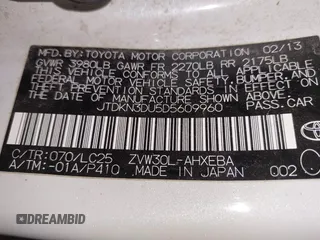 MFD. BY: TOYOTA MOTOR CORPORATION 02/13
GVWR 3980LB GAWR FR 2270LB RR 2175LB
THIS VEHICLE CONFORMS TO ALL APPLICABLE
FEDERAL MOTOR VEHICLE SAFETY, BUMPER, AND
THEFT PREVENTION STANDARDS IN EFFECT ON
THE DATE OF MANUFACTURE SHOWN ABOVE.
JTDKN3DU5D5609960 PASS. CAR
C/TR: 070/LC25 ZVW30L-AHXEBA
A/TM: -01A/P410 MADE IN JAPAN 002
TOYOTA
DREAMBID